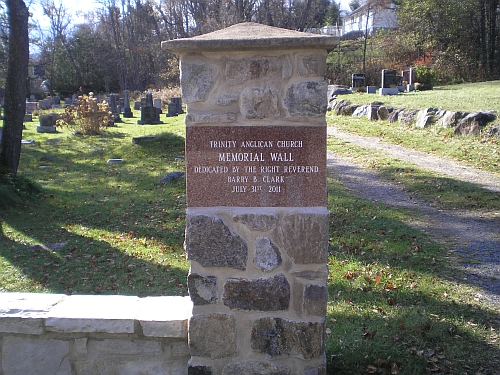 TRINITY ANGLICAN CHURCH
MEMORIAL WALL
DEDICATED BY THE RIGHT REVEREND
BARRY B. CLARK
JULY 31ST, 2011